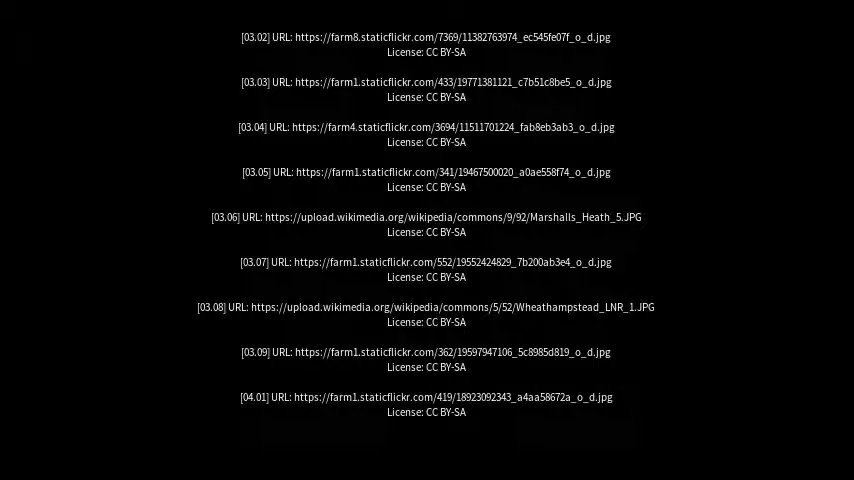 [03.02] URL: https://farm8.staticflickr.com/7369/11382763974_ec545fe07f_o_d.jpg
License: CC BY-SA
[03.03] URL: https://farm1.staticflickr.com/433/19771381121_c7b51c8be5_o_d.jpg
License: CC BY-SA
[03.04] URL: https://farm4.staticflickr.com/3694/11511701224_fab8eb3ab3_o_d.jpg
License: CC BY-SA
[03.05] URL: https://farm1.staticflickr.com/341/19467500020_a0ae558f74_o_d.jpg
License: CC BY-SA
[03.06] URL: https://upload.wikimedia.org/wikipedia/commons/9/92/Marshalls_Heath_5.JPG
License: CC BY-SA
[03.07] URL: https://farm1.staticflickr.com/552/19552424829_7b200ab3e4_o_d.jpg
License: CC BY-SA
[03.08] URL: https://upload.wikimedia.org/wikipedia/commons/5/52/Wheathampstead_LNR_1.JPG
License: CC BY-SA
[03.09] URL: https://farm1.staticflickr.com/362/19597947106_5c8985d819_o_d.jpg
License: CC BY-SA
[04.01] URL: https://farm1.staticflickr.com/419/18923092343_a4aa58672a_o_d.jpg
License: CC BY-SA